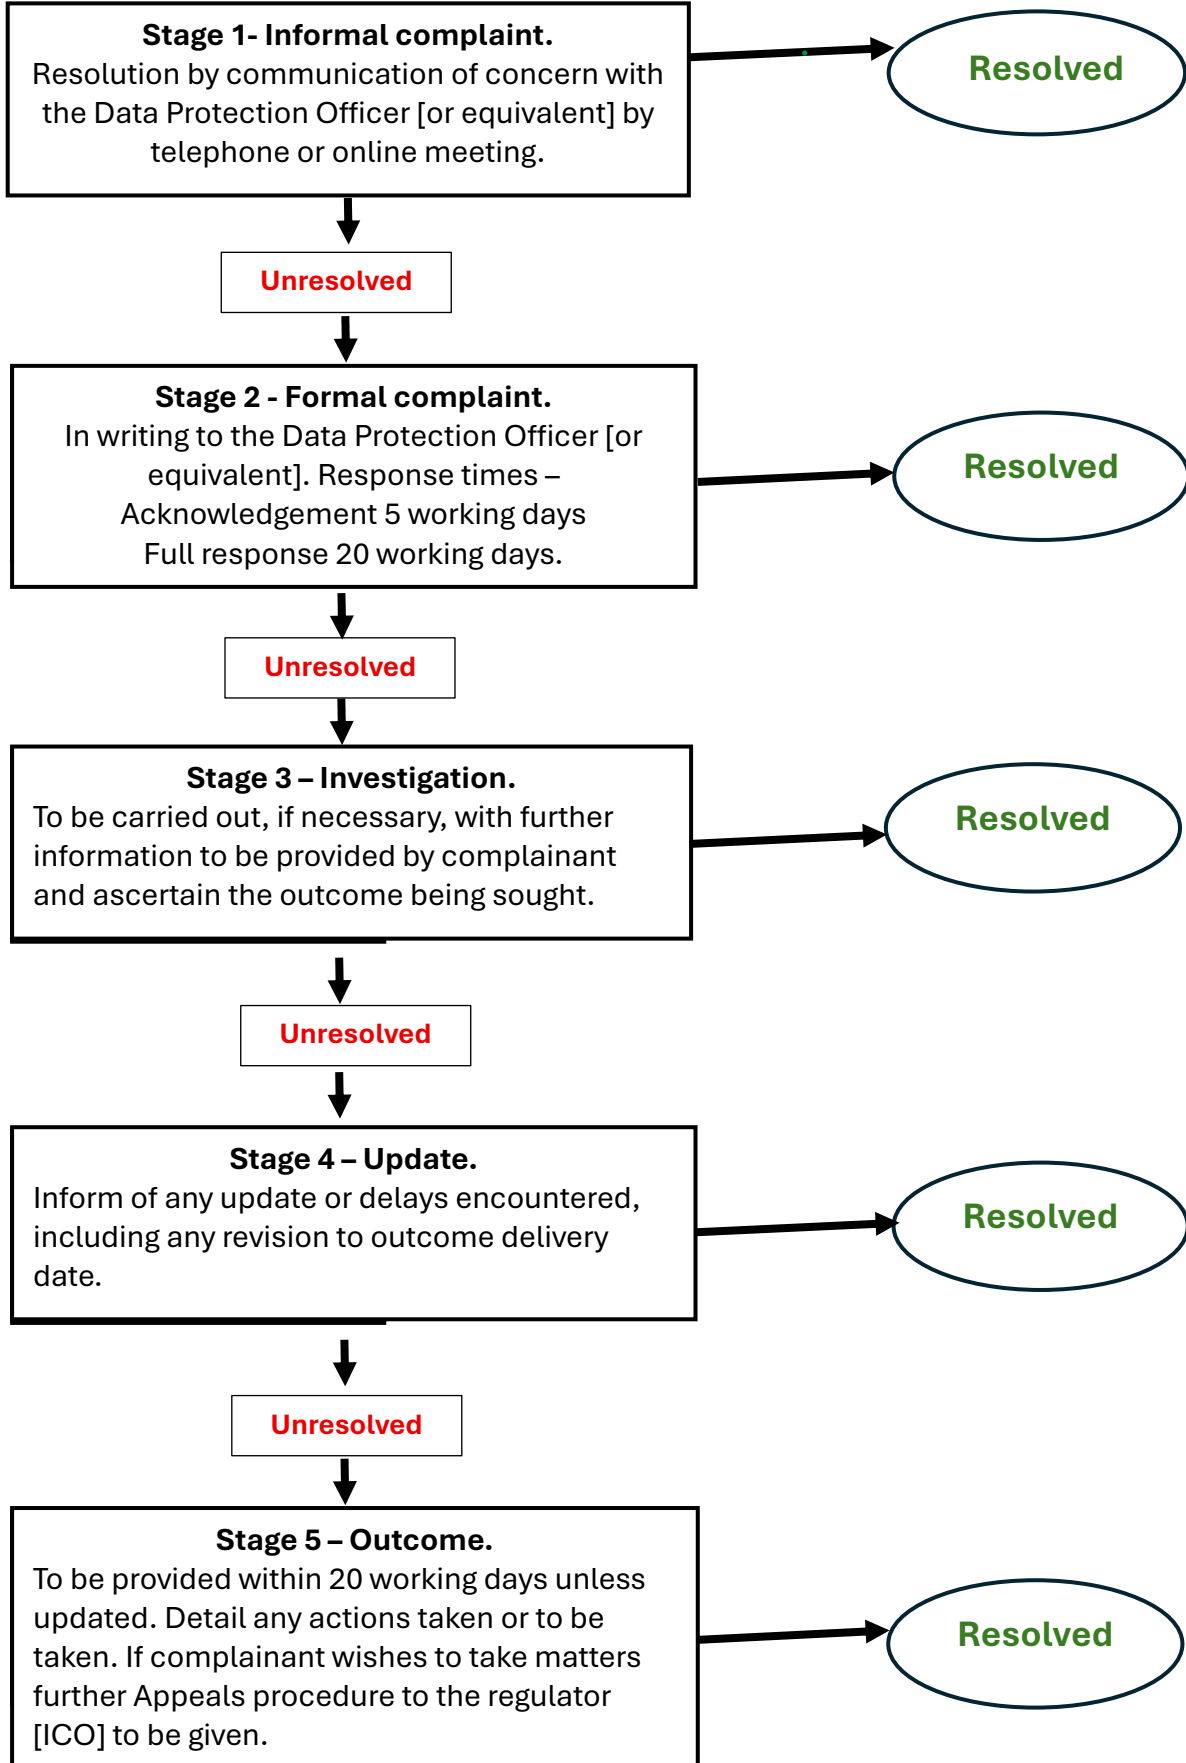 Stage 1- Informal complaint.
Resolution by communication of concern with
the Data Protection Officer [or equivalent] by
telephone or online meeting.
Resolved
Unresolved
Stage 2 - Formal complaint.
In writing to the Data Protection Officer [or
equivalent]. Response times –
Acknowledgement 5 working days
Full response 20 working days.
Resolved
Unresolved
Stage 3 – Investigation.
To be carried out, if necessary, with further
information to be provided by complainant
and ascertain the outcome being sought.
Resolved
Unresolved
Stage 4 – Update.
Inform of any update or delays encountered,
including any revision to outcome delivery
date.
Resolved
Unresolved
Stage 5 – Outcome.
To be provided within 20 working days unless
updated. Detail any actions taken or to be
taken. If complainant wishes to take matters
further Appeals procedure to the regulator
[ICO] to be given.
Resolved